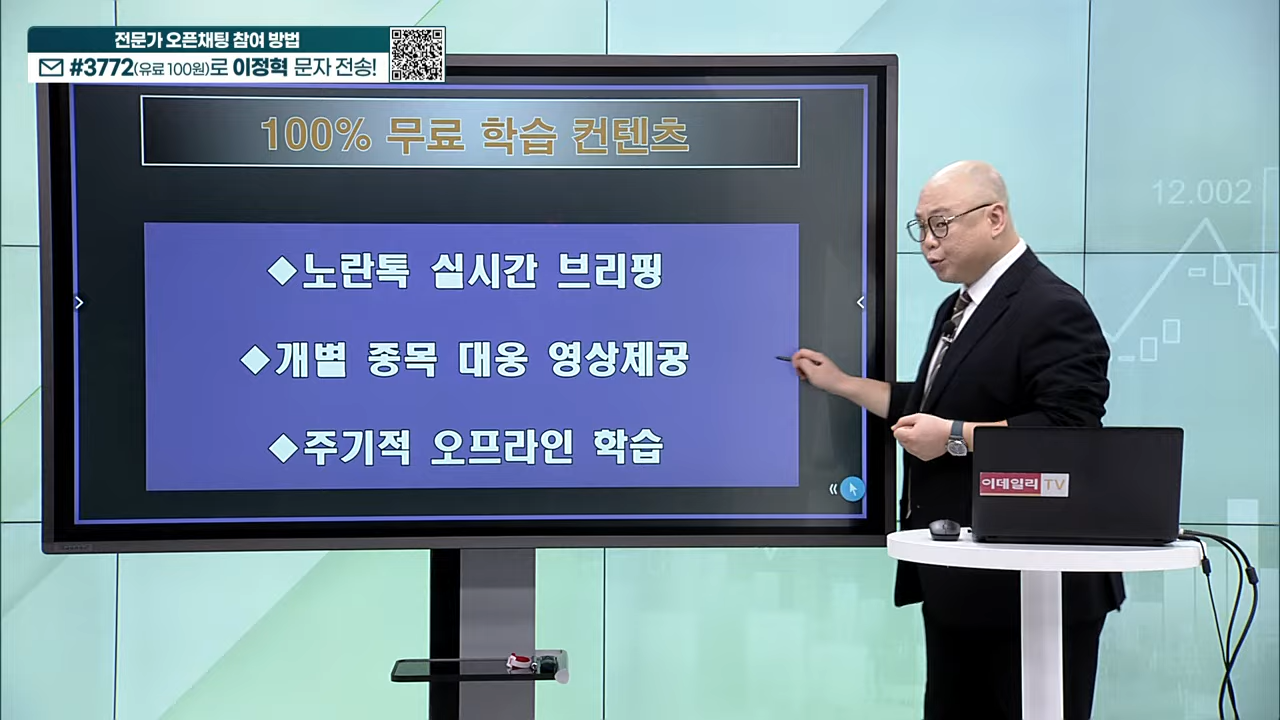 전문가 오픈채팅 참여 방법
#3772(유료 100원)로 이정혁 문자 전송!
100% 무료 학습 컨텐츠
◆노란톡 실시간 브리핑
◆개별 종목 대응 영상제공
◆주기적 오프라인 학습
12.002
이데일리 TV